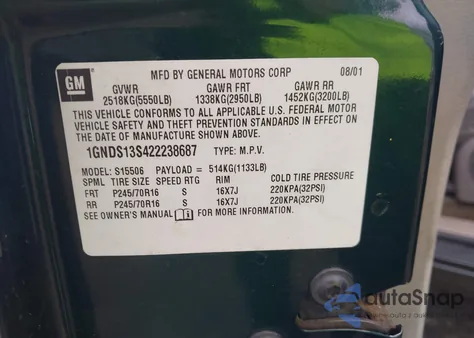 GM
MFD BY GENERAL MOTORS CORP 08/01
GVWR GAWR FRT GAWR RR
2518KG(5550LB) 1338KG(2950LB) 1452KG(3200LB)
THIS VEHICLE CONFORMS TO ALL APPLICABLE U.S. FEDERAL MOTOR
VEHICLE SAFETY AND THEFT PREVENTION STANDARDS IN EFFECT ON
THE DATE OF MANUFACTURE SHOWN ABOVE.
1GNDS13S422238687 TYPE: M.P.V.
MODEL: S15506 PAYLOAD = 514KG(1133LB)
SPML TIRE SIZE SPEED RTG RIM COLD TIRE PRESSURE
FRT P245/70R16 S 16X7J 220KPA(32PSI)
RR P245/70R16 S 16X7J 220KPA(32PSI)
SEE OWNER'S MANUAL FOR MORE INFORMATION.
autaSnap